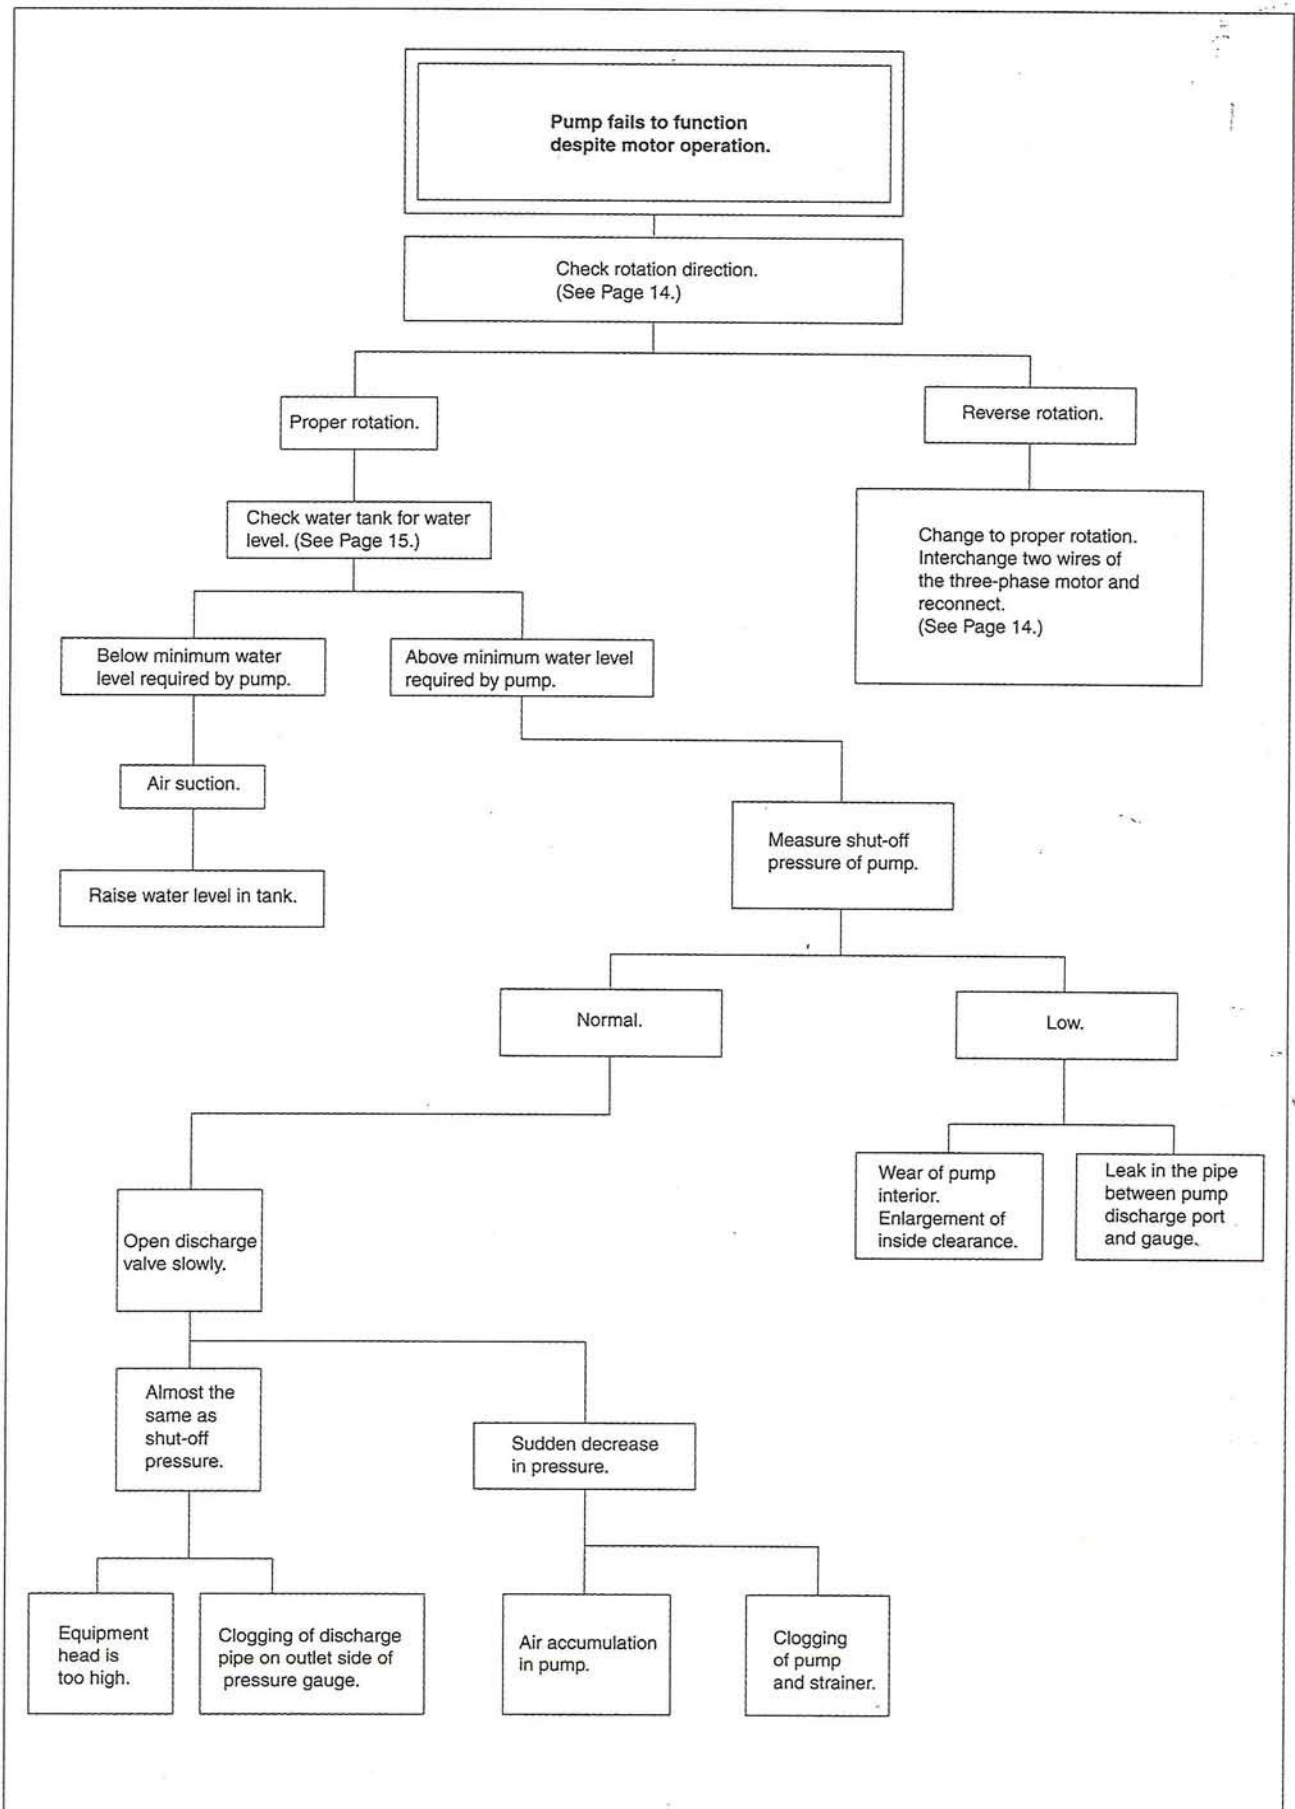 Pump fails to function
despite motor operation.
Check rotation direction.
(See Page 14.)
Proper rotation.
Reverse rotation.
Check water tank for water
level. (See Page 15.)
Change to proper rotation.
Interchange two wires of
the three-phase motor and
reconnect.
(See Page 14.)
Below minimum water
level required by pump.
Above minimum water level
required by pump.
Air suction.
Raise water level in tank.
Measure shut-off
pressure of pump.
Normal.
Low.
Wear of pump
interior.
Enlargement of
inside clearance.
Leak in the pipe
between pump
discharge port
and gauge.
Open discharge
valve slowly.
Almost the
same as
shut-off
pressure.
Sudden decrease
in pressure.
Equipment
head is
too high.
Clogging of discharge
pipe on outlet side of
pressure gauge.
Air accumulation
in pump.
Clogging
of pump
and strainer.